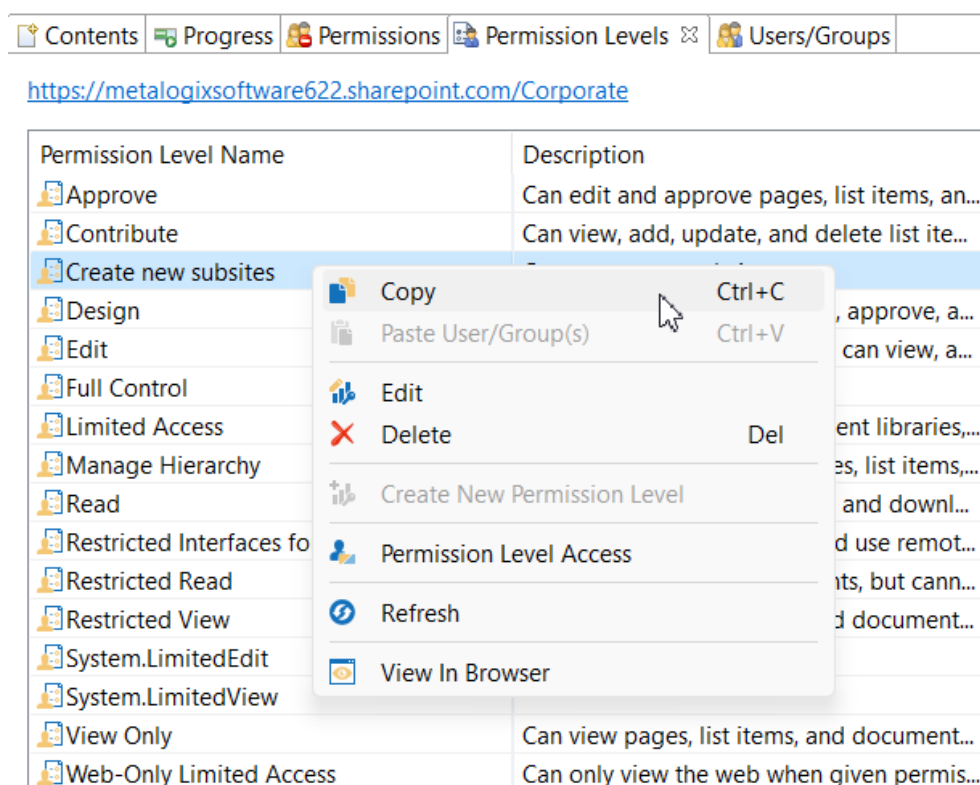 Contents Progress Permissions Permission Levels Users/Groups
https://metalogixsoftware622.sharepoint.com/Corporate
Permission Level Name Description
Approve Can edit and approve pages, list items, an...
Contribute Can view, add, update, and delete list ite...
Create new subsites
Copy Ctrl+C
Design , approve, a...
Paste User/Group(s) Ctrl+V
Edit can view, a...
Full Control
Edit
Limited Access ent libraries,...
Delete Del
Manage Hierarchy es, list items,...
Create New Permission Level
Read and downl...
Restricted Interfaces fo d use remot...
Permission Level Access
Restricted Read nts, but cann...
Refresh
Restricted View d document...
System.LimitedEdit
View In Browser
System.LimitedView
View Only Can view pages, list items, and document...
Web-Only Limited Access Can only view the web when given permis...